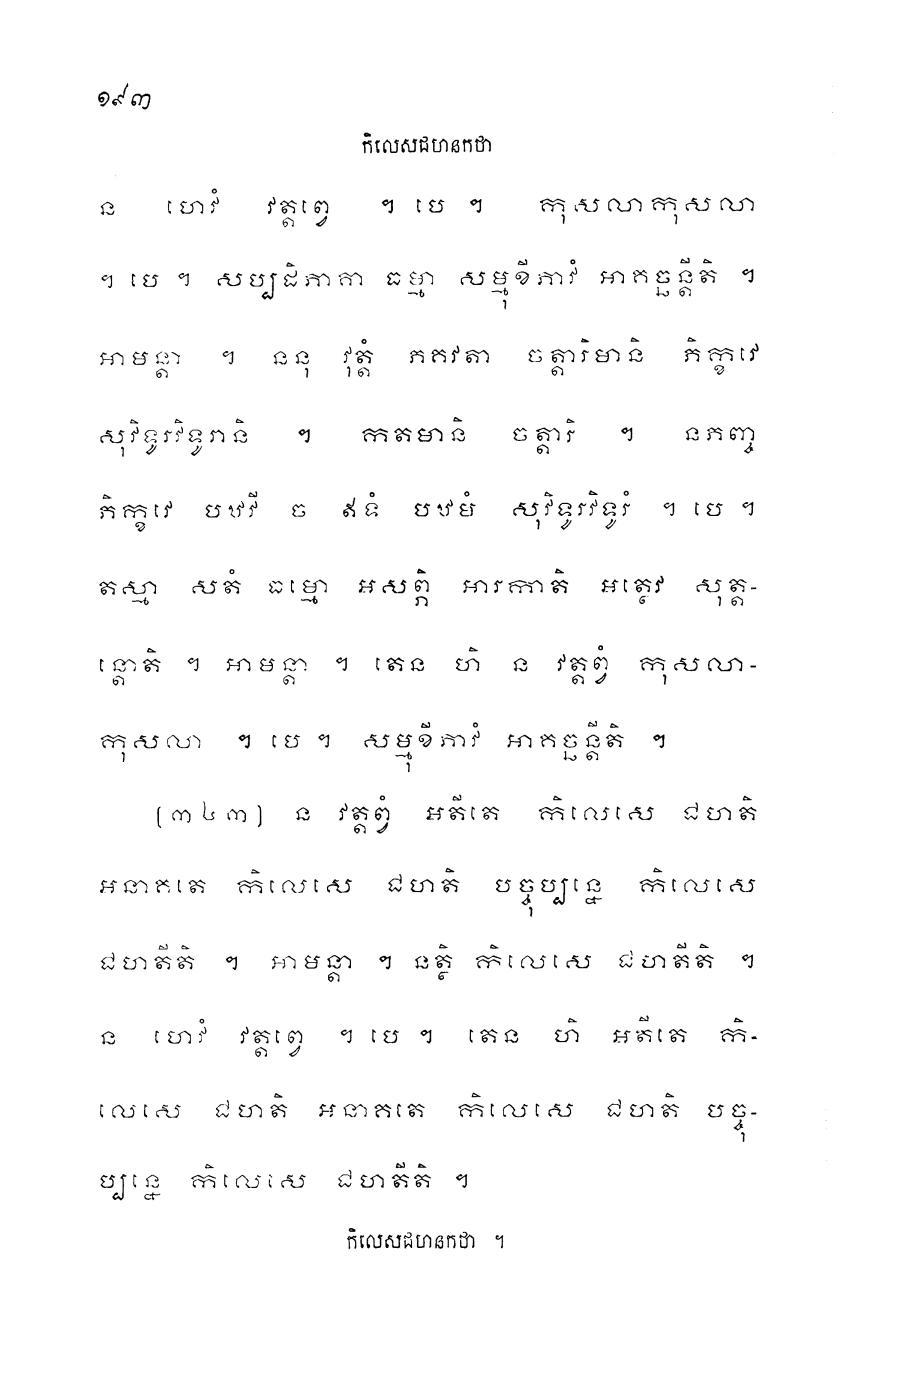 ១៩៣
កិលេសជហនកថា
ន ហេវំ វត្តព្វេ ។ បេ ។ កុសលាកុសលា
។ បេ ។ សប្បដិភាគា ធម្មា សម្មុខីភាវំ អាគច្ឆន្តីតិ ។
អាមន្តា ។ ននុ វុត្តំ ភគវតា ចត្តារិមានិ ភិក្ខវេ
សុវិទូរវិទូរានិ ។ កតមានិ ចត្តារិ ។ នភញ្ច
ភិក្ខវេ បឋវី ច ឥទំ បឋមំ សុវិទូរវិទូរំ ។ បេ ។
តស្មា សតំ ធម្មោ អសព្ភិ អារកាតិ អត្ថេវ សុត្ត-
ន្តោតិ ។ អាមន្តា ។ តេន ហិ ន វត្តព្វំ កុសលា-
កុសលា ។ បេ ។ សម្មុខីភាវំ អាគច្ឆន្តីតិ ។
(៣៤៣) ន វត្តព្វំ អតីតេ កិលេសេ ជហតិ
អនាគតេ កិលេសេ ជហតិ បច្ចុប្បន្នេ កិលេសេ
ជហតីតិ ។ អាមន្តា ។ នត្ថិ កិលេសេ ជហតីតិ ។
ន ហេវំ វត្តព្វេ ។ បេ ។ តេន ហិ អតីតេ កិ-
លេសេ ជហតិ អនាគតេ កិលេសេ ជហតិ បច្ចុ-
ប្បន្នេ កិលេសេ ជហតីតិ ។
កិលេសជហនកថា ។